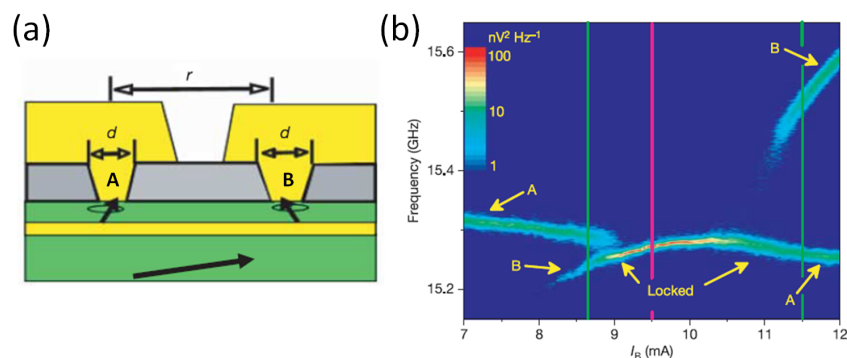 (a)
r
d
d
A
B
(b)
nV² Hz⁻¹
100
10
1
Frequency (GHz)
15.6
15.4
15.2
A
B
Locked
B
A
7
8
9
10
11
12
I_B (mA)